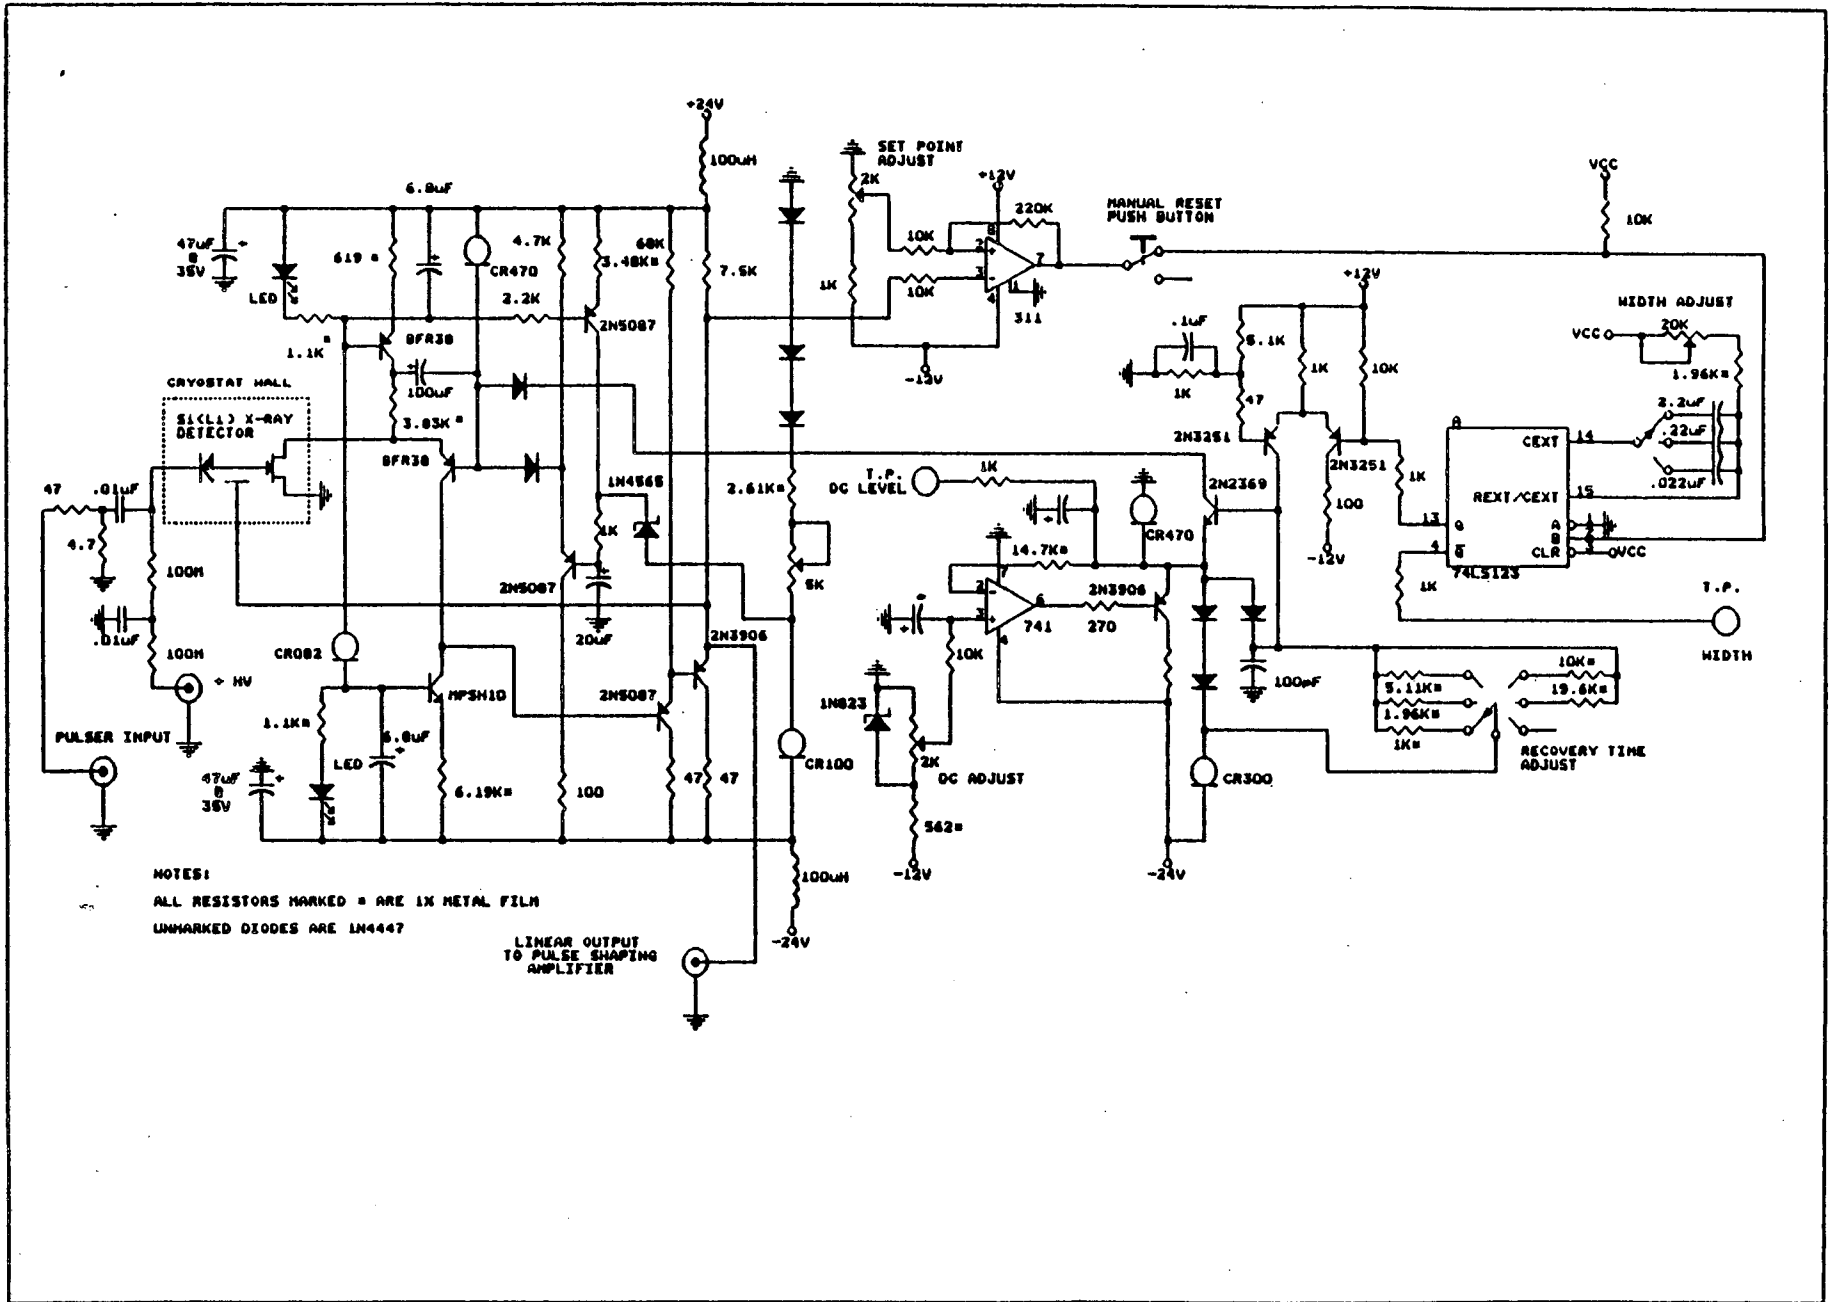 +24V
100uH
SET POINT
ADJUST
2K
+12V
VCC
6.8uF
220K
MANUAL RESET
PUSH BUTTON
10K
47uF
@
35V
+
619 *
+
CR470
4.7K
3.48K*
68K
7.5K
10K
2
+
8
7
3
-
1
4
10K
1K
311
+12V
WIDTH ADJUST
LED
2.2K
2N5087
.1uF
5.1K
VCC
20K
1.1K*
BFR38
-12V
1K
10K
1.96K*
CRYOSTAT WALL
100uF
1K
47
2.2uF
Si(Li) X-RAY
DETECTOR
3.83K*
A
.22uF
2N3251
CEXT
14
BFR38
T.P.
DC LEVEL
1K
2N3251
47
.01uF
1N4565
2.61K*
2N2369
1K
REXT/CEXT
15
.022uF
100
4.7
1K
CR470
13
Q
A
1
B
2
14.7K*
-12V
4
Q
CLR
3
VCC
100M
5K
7
2
-
74LS123
2N5087
2N3906
1K
T.P.
3
+
6
20uF
741
270
.01uF
2N3906
4
CR082
10K
WIDTH
100M
+ HV
2N5087
10K*
MPSH10
100pF
5.11K*
19.6K*
1N823
1.1K*
1.96K*
PULSER INPUT
6.8uF
+
1K*
RECOVERY TIME
ADJUST
LED
CR100
2K
DC ADJUST
47uF
@
35V
+
6.19K*
100
47
47
CR300
562*
NOTES:
-12V
-24V
100uH
ALL RESISTORS MARKED * ARE 1% METAL FILM
UNMARKED DIODES ARE 1N4447
-24V
LINEAR OUTPUT
TO PULSE SHAPING
AMPLIFIER